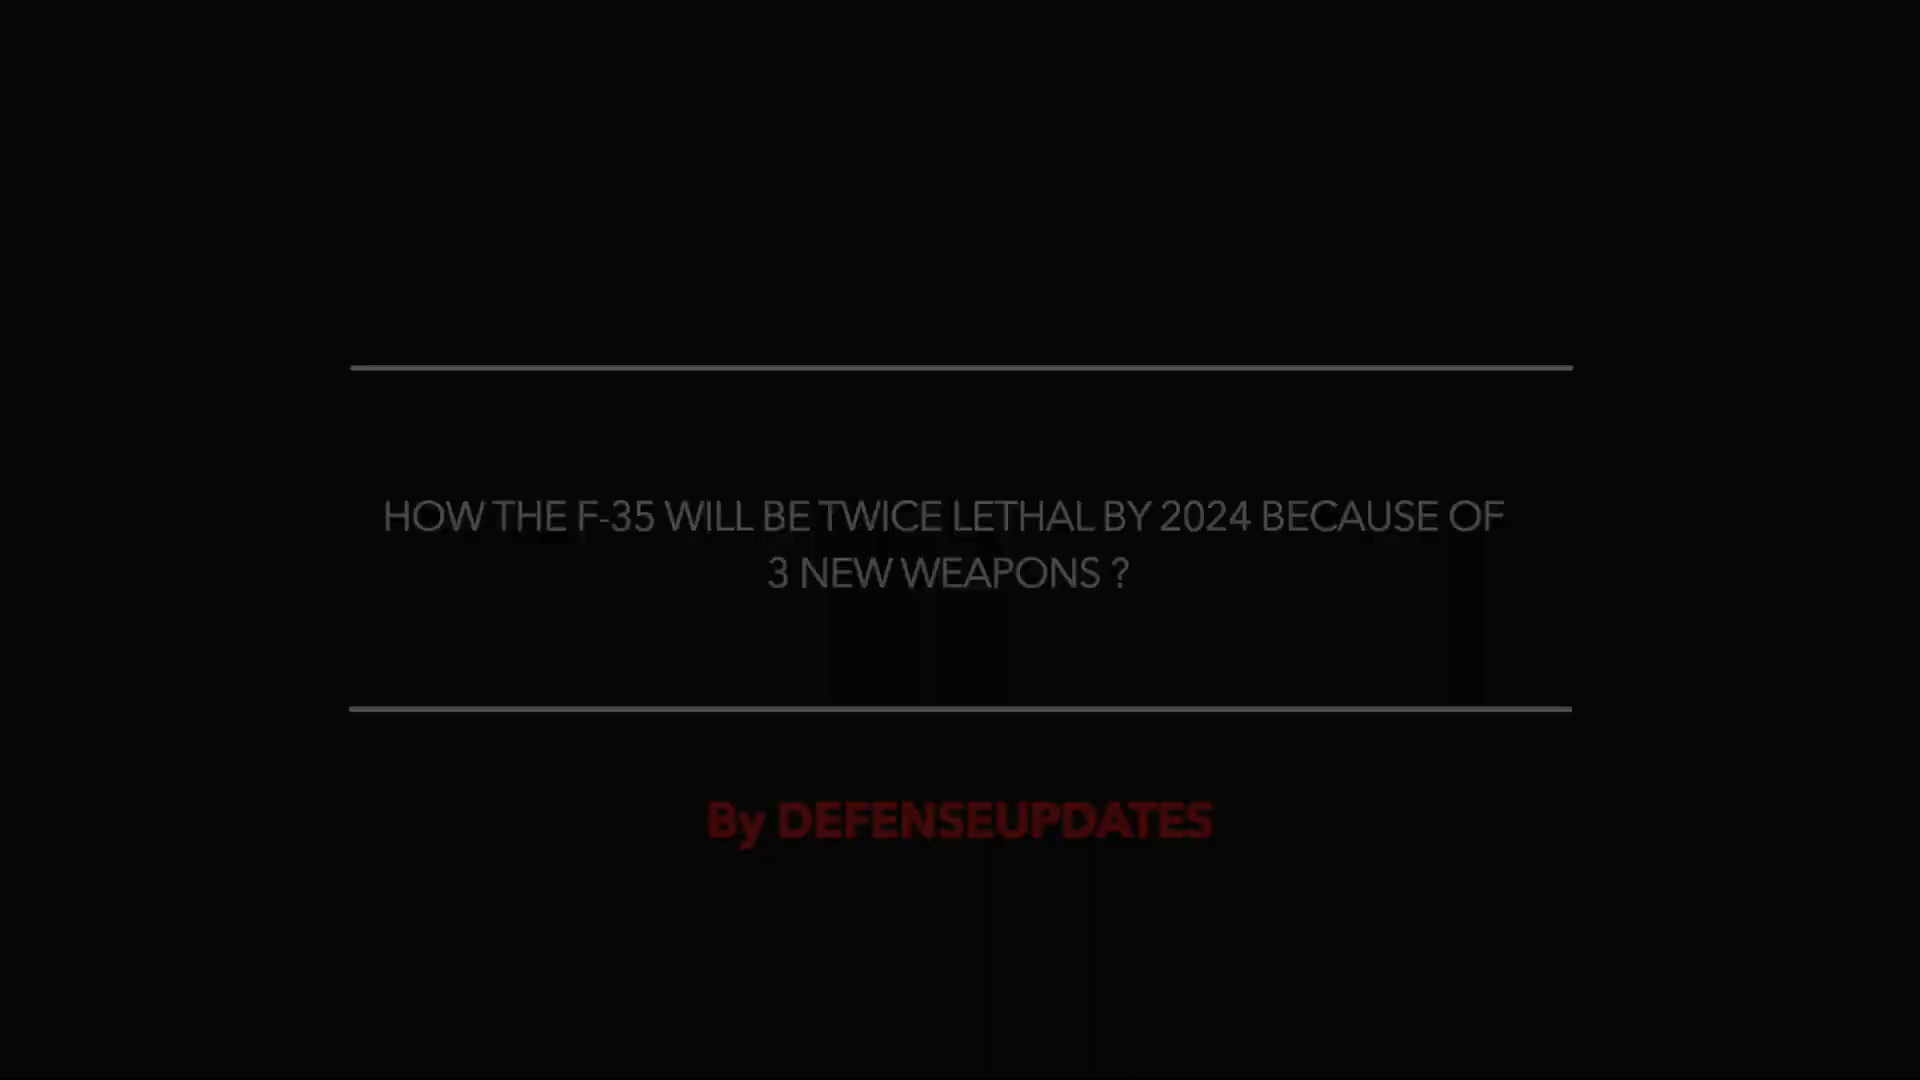 HOW THE F-35 WILL BE TWICE LETHAL BY 2024 BECAUSE OF
3 NEW WEAPONS ?
By DEFENSEUPDATES